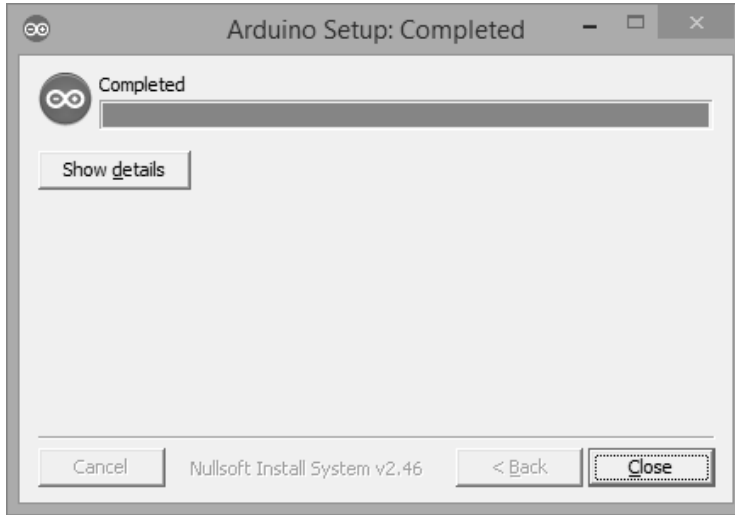 Arduino Setup: Completed
Completed
Show details
Cancel
Nullsoft Install System v2.46
< Back
Close